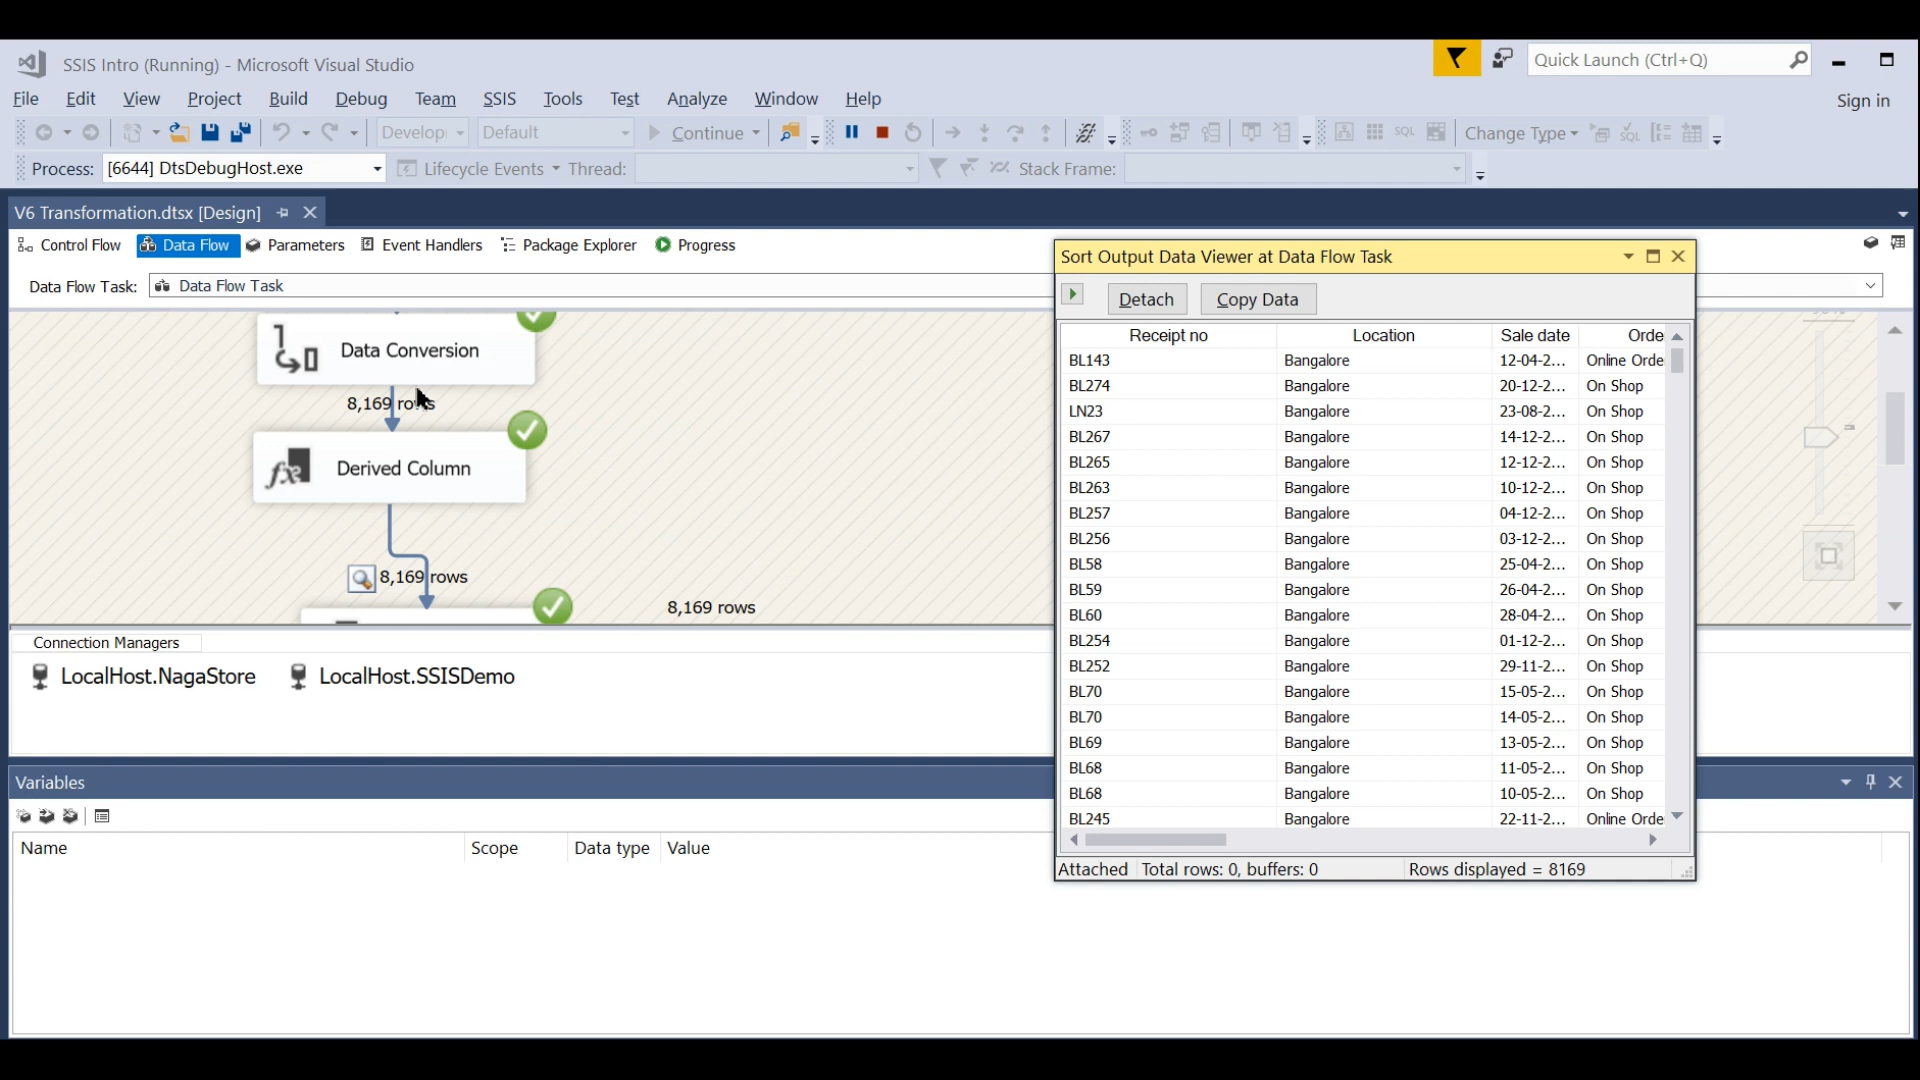 SSIS Intro (Running) - Microsoft Visual Studio
Quick Launch (Ctrl+Q)
File Edit View Project Build Debug Team SSIS Tools Test Analyze Window Help
Sign in
Develop Default Continue Change Type
Process: [6644] DtsDebugHost.exe Lifecycle Events Thread: Stack Frame:
V6 Transformation.dtsx [Design]
Control Flow Data Flow Parameters Event Handlers Package Explorer Progress
Data Flow Task: Data Flow Task
Data Conversion
8,169 rows
Derived Column
8,169 rows
8,169 rows
Connection Managers
LocalHost.NagaStore LocalHost.SSISDemo
Variables
Name Scope Data type Value
Sort Output Data Viewer at Data Flow Task
Detach Copy Data
Receipt no Location Sale date Orde
BL143 Bangalore 12-04-2... Online Orde
BL274 Bangalore 20-12-2... On Shop
LN23 Bangalore 23-08-2... On Shop
BL267 Bangalore 14-12-2... On Shop
BL265 Bangalore 12-12-2... On Shop
BL263 Bangalore 10-12-2... On Shop
BL257 Bangalore 04-12-2... On Shop
BL256 Bangalore 03-12-2... On Shop
BL58 Bangalore 25-04-2... On Shop
BL59 Bangalore 26-04-2... On Shop
BL60 Bangalore 28-04-2... On Shop
BL254 Bangalore 01-12-2... On Shop
BL252 Bangalore 29-11-2... On Shop
BL70 Bangalore 15-05-2... On Shop
BL70 Bangalore 14-05-2... On Shop
BL69 Bangalore 13-05-2... On Shop
BL68 Bangalore 11-05-2... On Shop
BL68 Bangalore 10-05-2... On Shop
BL245 Bangalore 22-11-2... Online Orde
Attached Total rows: 0, buffers: 0 Rows displayed = 8169